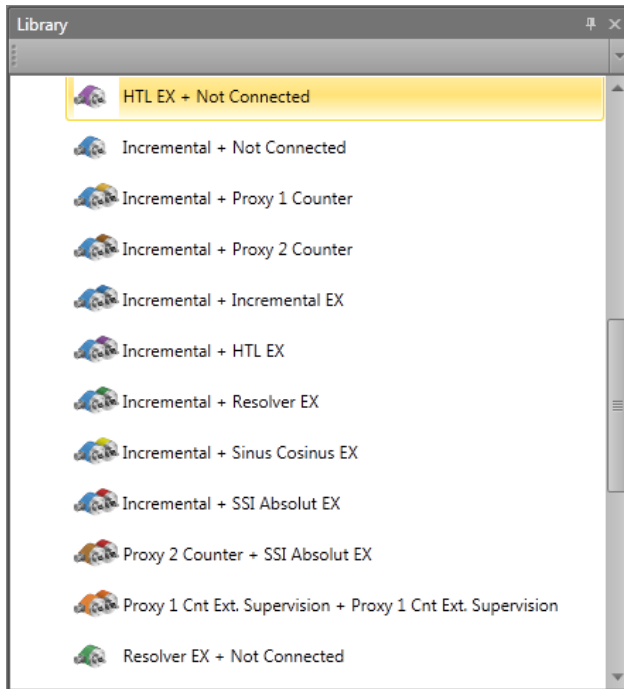 Library
HTL EX + Not Connected
Incremental + Not Connected
Incremental + Proxy 1 Counter
Incremental + Proxy 2 Counter
Incremental + Incremental EX
Incremental + HTL EX
Incremental + Resolver EX
Incremental + Sinus Cosinus EX
Incremental + SSI Absolut EX
Proxy 2 Counter + SSI Absolut EX
Proxy 1 Cnt Ext. Supervision + Proxy 1 Cnt Ext. Supervision
Resolver EX + Not Connected